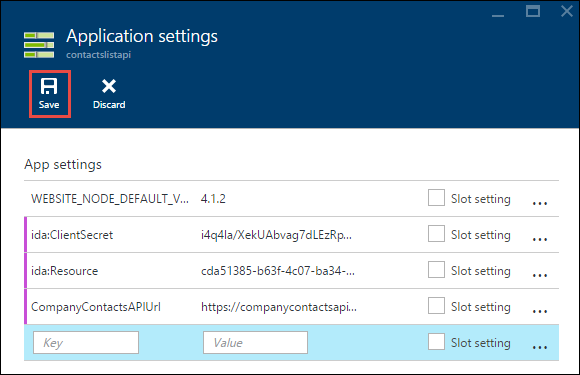 Application settings
contactslistapi
Save Discard
App settings
WEBSITE_NODE_DEFAULT_V... 4.1.2 Slot setting ...
ida:ClientSecret i4q4Ia/XekUAbvag7dLEzRp... Slot setting ...
ida:Resource cda51385-b63f-4c07-ba34-... Slot setting ...
CompanyContactsAPIUrl https://companycontactsapi... Slot setting ...
Key Value Slot setting ...